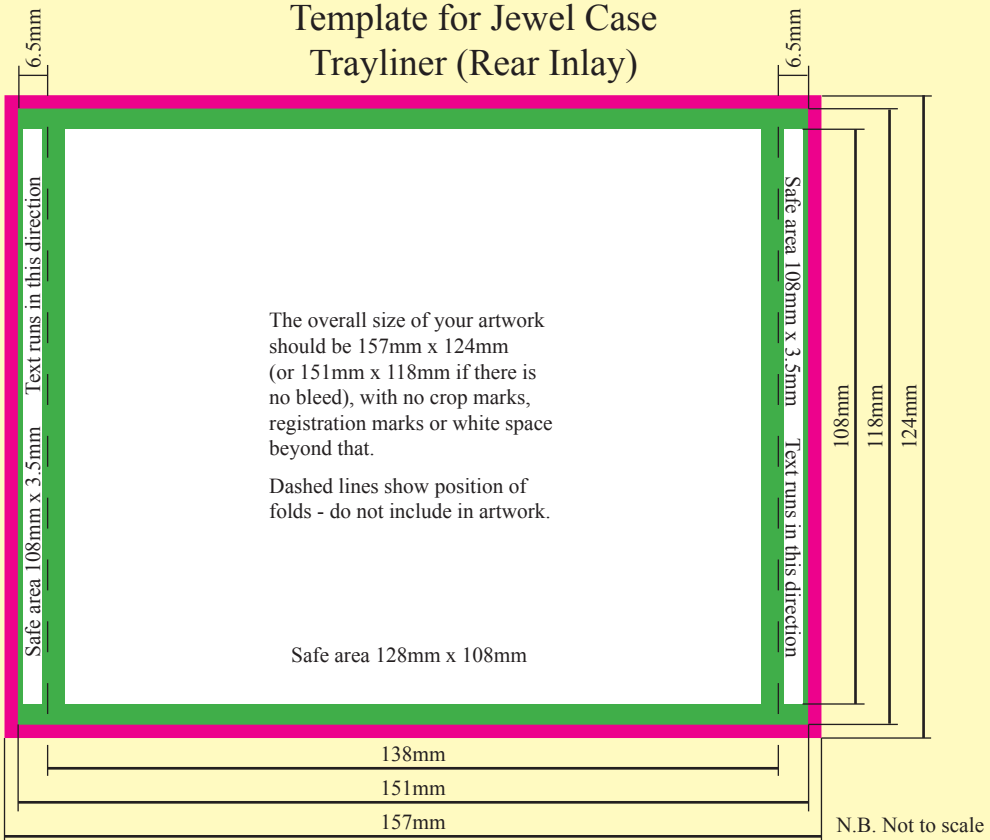 Template for Jewel Case
Trayliner (Rear Inlay)
6.5mm
6.5mm
Safe area 108mm x 3.5mm Text runs in this direction
The overall size of your artwork
should be 157mm x 124mm
(or 151mm x 118mm if there is
no bleed), with no crop marks,
registration marks or white space
beyond that.
Dashed lines show position of
folds - do not include in artwork.
Safe area 128mm x 108mm
Safe area 108mm x 3.5mm Text runs in this direction
108mm
118mm
124mm
138mm
151mm
157mm
N.B. Not to scale